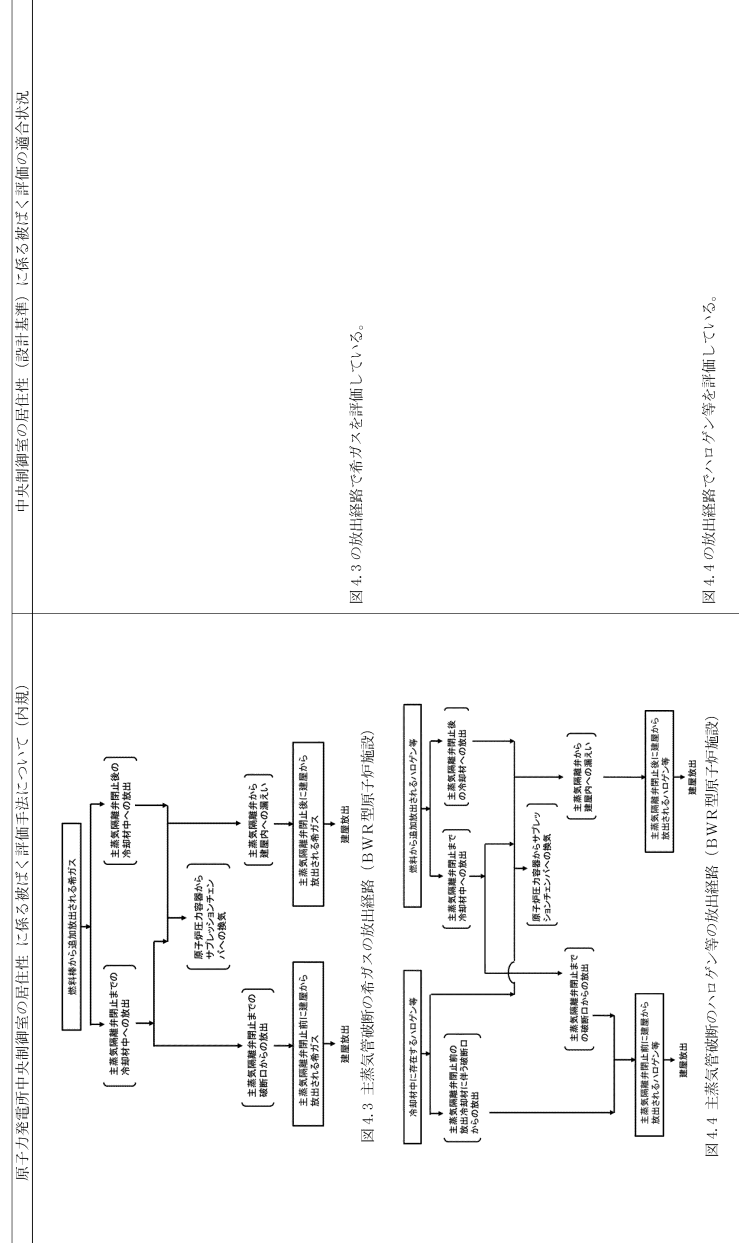 原子力発電所中央制御室の居住性に係る被ばく評価手法について（内規）
中央制御室の居住性（設計基準）に係る被ばく評価の適合状況
燃料棒から追加放出される希ガス
主蒸気隔離弁閉止までの
冷却材中への放出
主蒸気隔離弁閉止後の
冷却材中への放出
原子炉圧力容器から
サプレッションチェン
バへの換気
主蒸気隔離弁閉止までの
破断口からの放出
主蒸気隔離弁から
建屋内への漏えい
主蒸気隔離弁閉止前に建屋から
放出される希ガス
主蒸気隔離弁閉止後に建屋から
放出される希ガス
建屋放出
建屋放出
図4.3 主蒸気管破断の希ガスの放出経路（BWR型原子炉施設）
図4.3の放出経路で希ガスを評価している。
冷却材中に存在するハロゲン等
燃料から追加放出されるハロゲン等
主蒸気隔離弁閉止前の
放出冷却材に伴う破断口
からの放出
主蒸気隔離弁閉止まで
冷却材中への放出
主蒸気隔離弁閉止後
の冷却材への放出
原子炉圧力容器からサプレッ
ションチェンバへの換気
主蒸気隔離弁閉止まで
の破断口からの放出
主蒸気隔離弁から
建屋内への漏えい
主蒸気隔離弁閉止前に建屋から
放出されるハロゲン等
主蒸気隔離弁閉止後に建屋から
放出されるハロゲン等
建屋放出
建屋放出
図4.4 主蒸気管破断のハロゲン等の放出経路（BWR型原子炉施設）
図4.4の放出経路でハロゲン等を評価している。